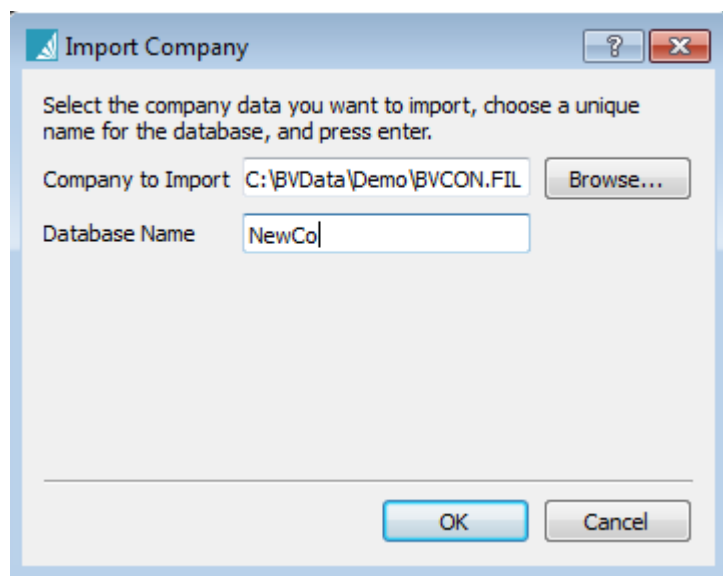 Import Company
Select the company data you want to import, choose a unique
name for the database, and press enter.
Company to Import C:\BVData\Demo\BVCON.FIL Browse...
Database Name NewCo
OK Cancel